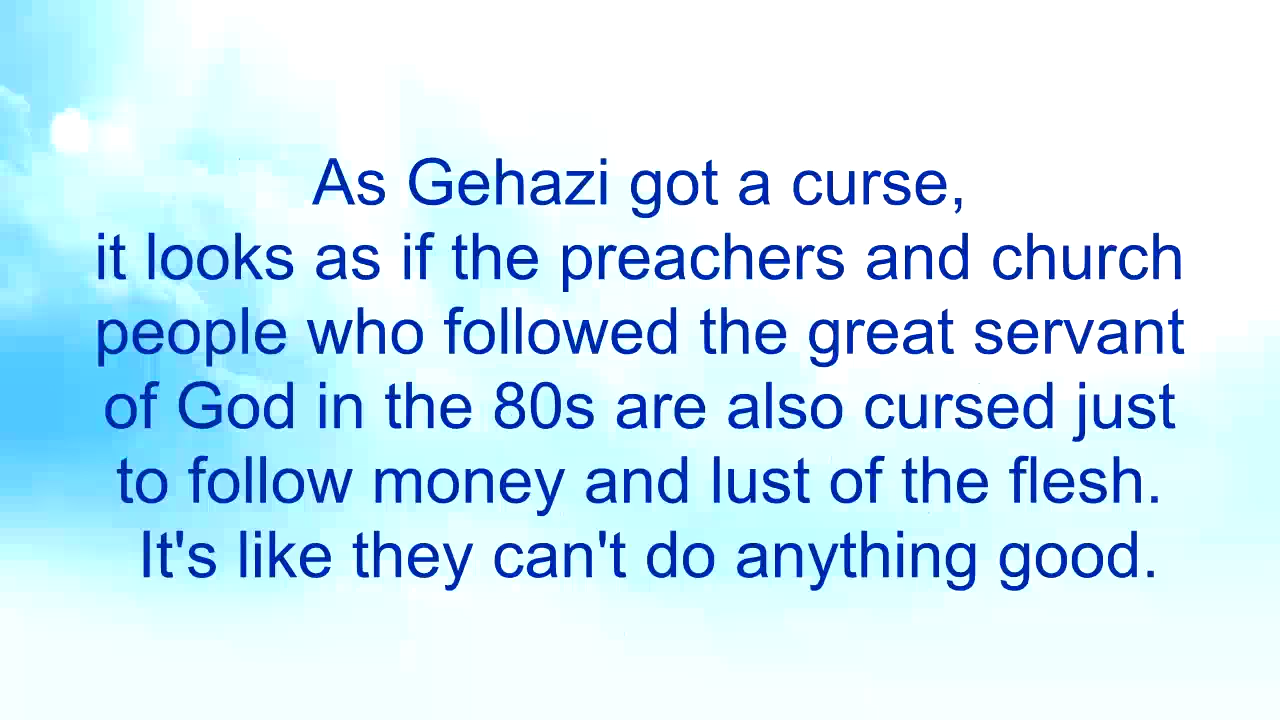 As Gehazi got a curse,
it looks as if the preachers and church
people who followed the great servant
of God in the 80s are also cursed just
to follow money and lust of the flesh.
It's like they can't do anything good.